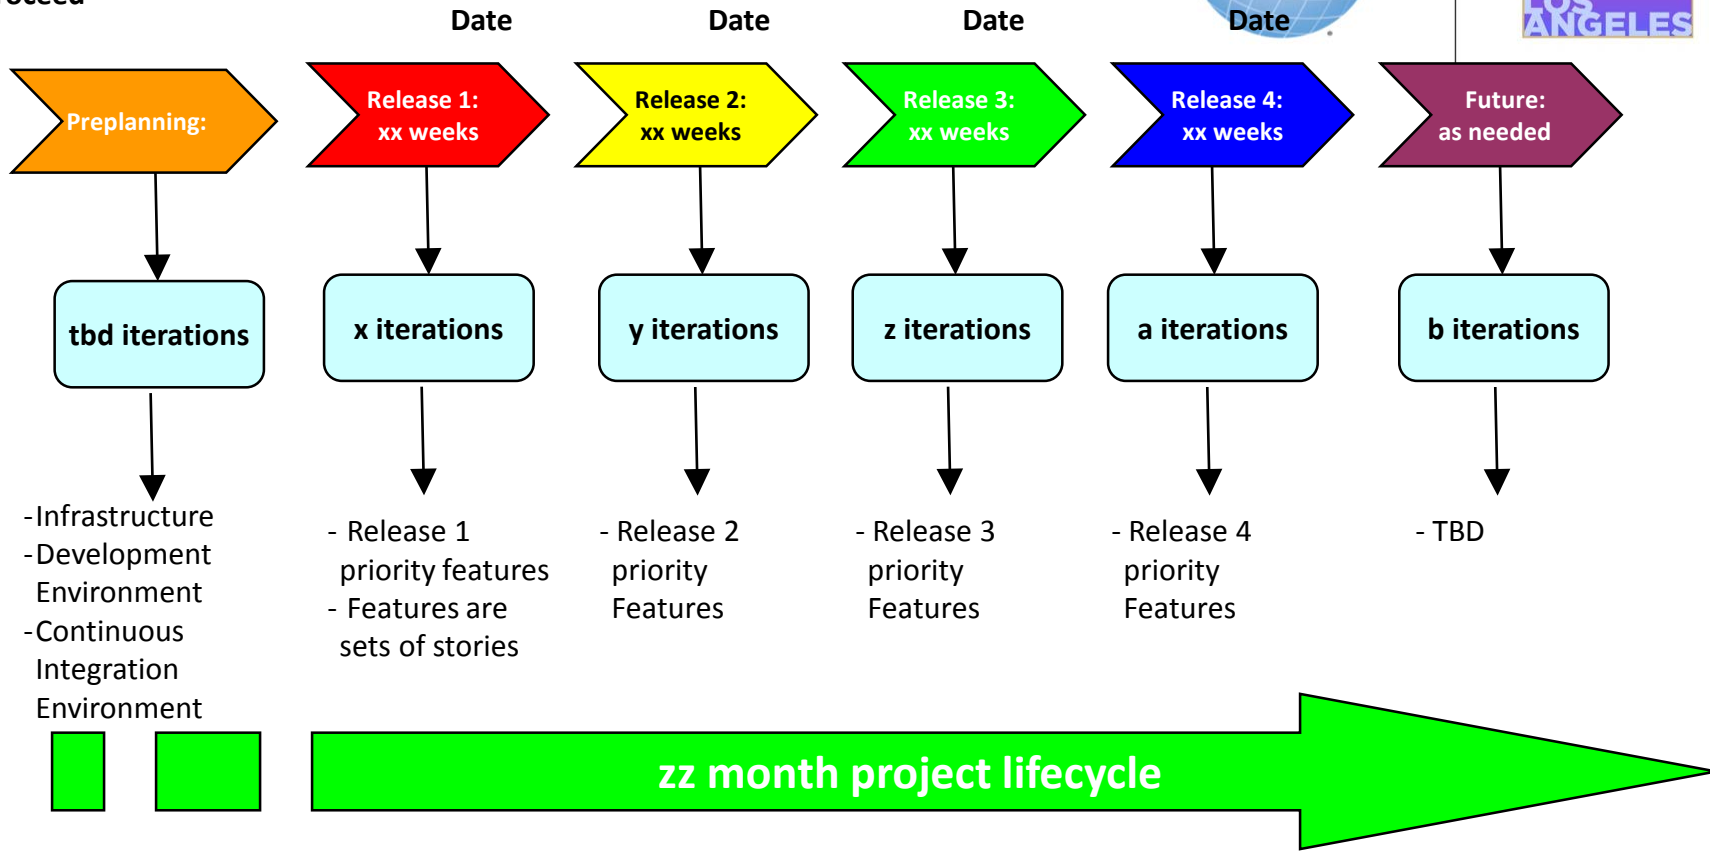 Date
Date
Date
Date
LOS
ANGELES
Preplanning:
Release 1:
xx weeks
Release 2:
xx weeks
Release 3:
xx weeks
Release 4:
xx weeks
Future:
as needed
tbd iterations
x iterations
y iterations
z iterations
a iterations
b iterations
-Infrastructure
-Development
Environment
-Continuous
Integration
Environment
- Release 1
priority features
- Features are
sets of stories
- Release 2
priority
Features
- Release 3
priority
Features
- Release 4
priority
Features
- TBD
zz month project lifecycle